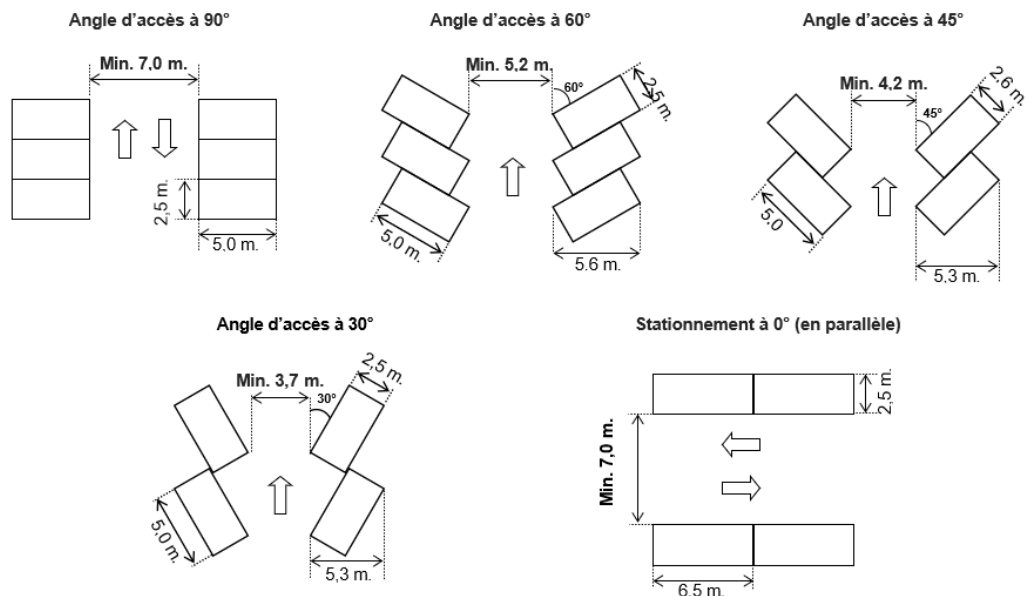 Angle d’accès à 90°
Min. 7,0 m.
2,5 m.
5,0 m.
Angle d’accès à 60°
Min. 5,2 m.
60°
2,5 m.
5,0 m.
5.6 m.
Angle d’accès à 45°
Min. 4,2 m.
45°
2,6 m.
5,0
5,3 m.
Angle d’accès à 30°
Min. 3,7 m.
30°
2,5 m.
5,0 m.
5,3 m.
Stationnement à 0° (en parallèle)
2,5 m.
Min. 7,0 m.
6,5 m.